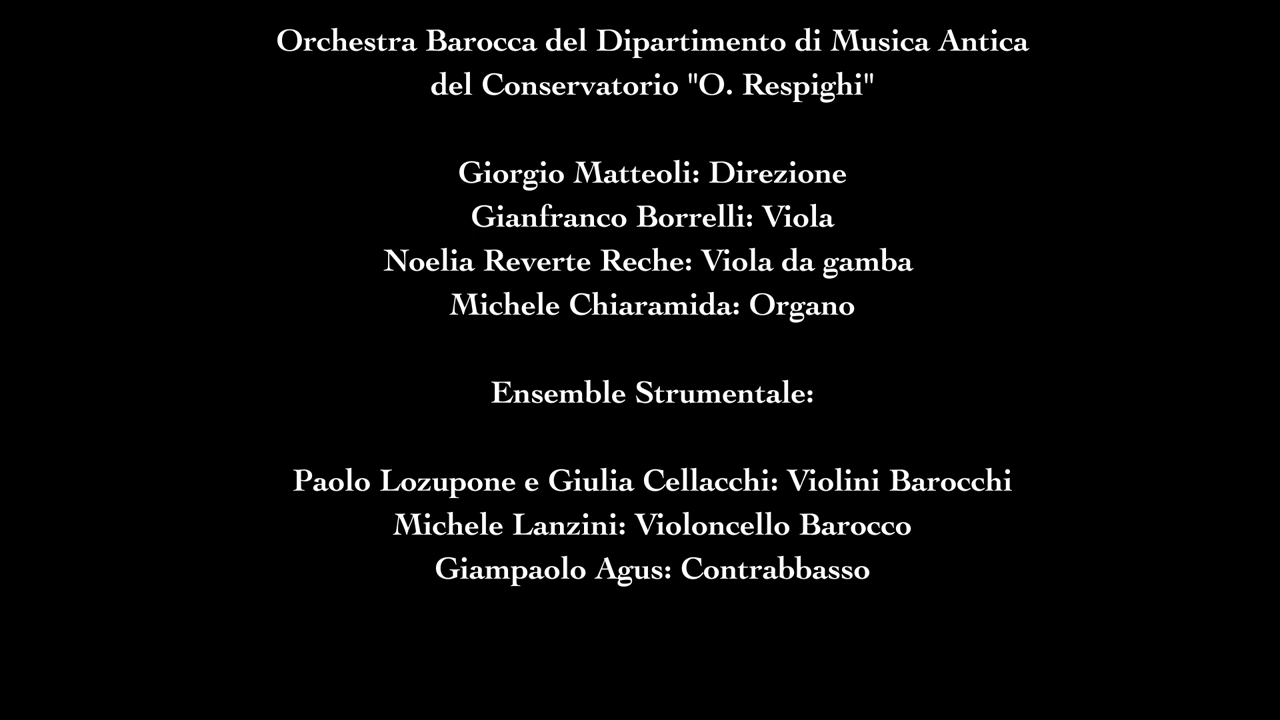 Orchestra Barocca del Dipartimento di Musica Antica
del Conservatorio "O. Respighi"
Giorgio Matteoli: Direzione
Gianfranco Borrelli: Viola
Noelia Reverte Reche: Viola da gamba
Michele Chiaramida: Organo
Ensemble Strumentale:
Paolo Lozupone e Giulia Cellacchi: Violini Barocchi
Michele Lanzini: Violoncello Barocco
Giampaolo Agus: Contrabbasso